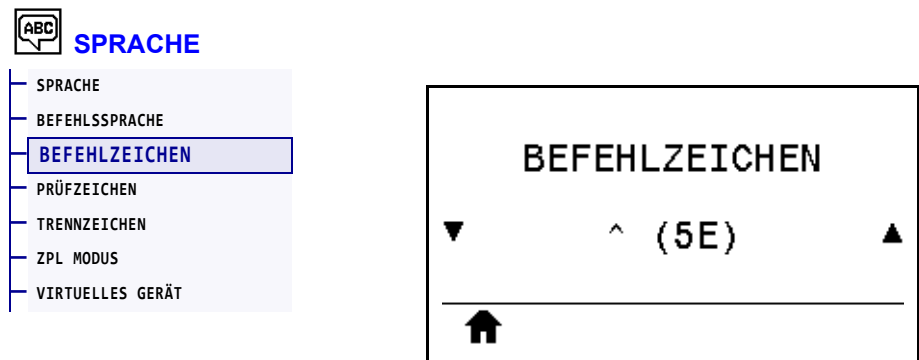 ABC
SPRACHE
SPRACHE
BEFEHLSSPRACHE
BEFEHLZEICHEN
PRÜFZEICHEN
TRENNZEICHEN
ZPL MODUS
VIRTUELLES GERÄT
BEFEHLZEICHEN
^ (5E)